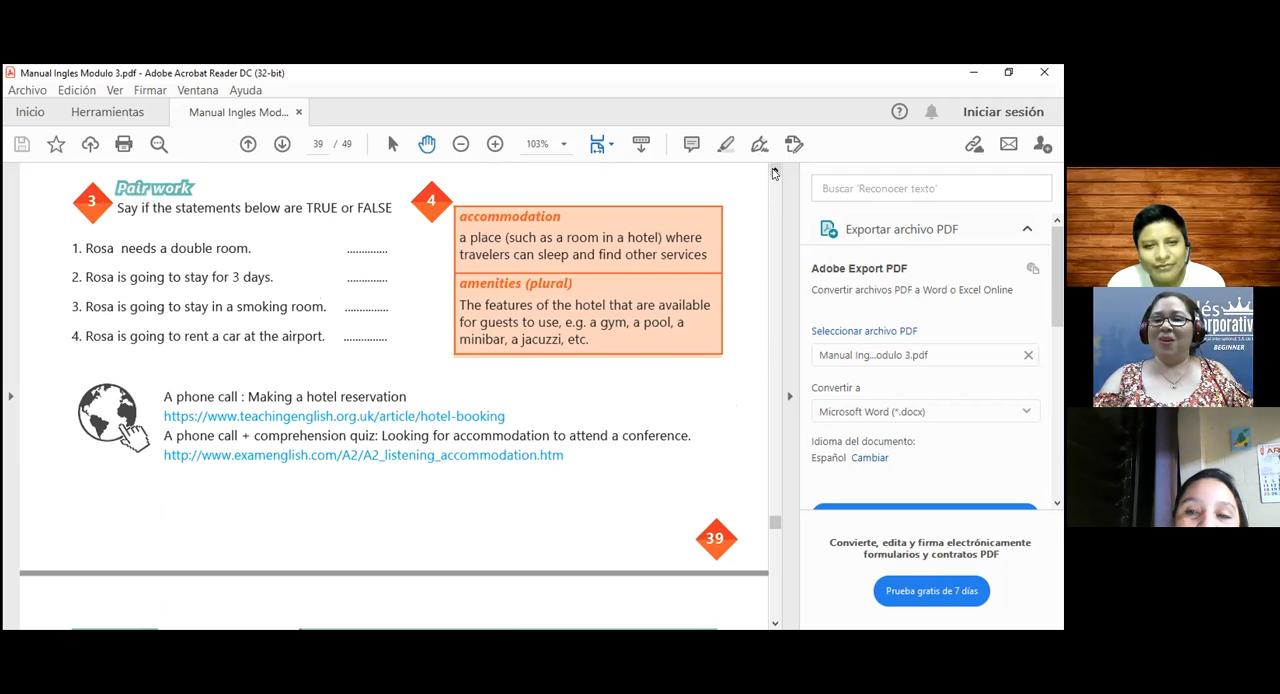 Manual Ingles Modulo 3.pdf - Adobe Acrobat Reader DC (32-bit)
Archivo Edición Ver Firmar Ventana Ayuda
Inicio Herramientas Manual Ingles Mod... × Iniciar sesión
39 / 49 103%
3 Pair work
Say if the statements below are TRUE or FALSE
1. Rosa needs a double room. ..............
2. Rosa is going to stay for 3 days. ..............
3. Rosa is going to stay in a smoking room. ...............
4. Rosa is going to rent a car at the airport. ...............
4
accommodation
a place (such as a room in a hotel) where
travelers can sleep and find other services
amenities (plural)
The features of the hotel that are available
for guests to use, e.g. a gym, a pool, a
minibar, a jacuzzi, etc.
A phone call : Making a hotel reservation
https://www.teachingenglish.org.uk/article/hotel-booking
A phone call + comprehension quiz: Looking for accommodation to attend a conference.
http://www.examenglish.com/A2/A2_listening_accommodation.htm
39
Buscar 'Reconocer texto'
Exportar archivo PDF
Adobe Export PDF
Convertir archivos PDF a Word o Excel Online
Seleccionar archivo PDF
Manual Ing...odulo 3.pdf
Convertir a
Microsoft Word (*.docx)
Idioma del documento:
Español Cambiar
Convierte, edita y firma electrónicamente
formularios y contratos PDF
Prueba gratis de 7 días
BEGINNER